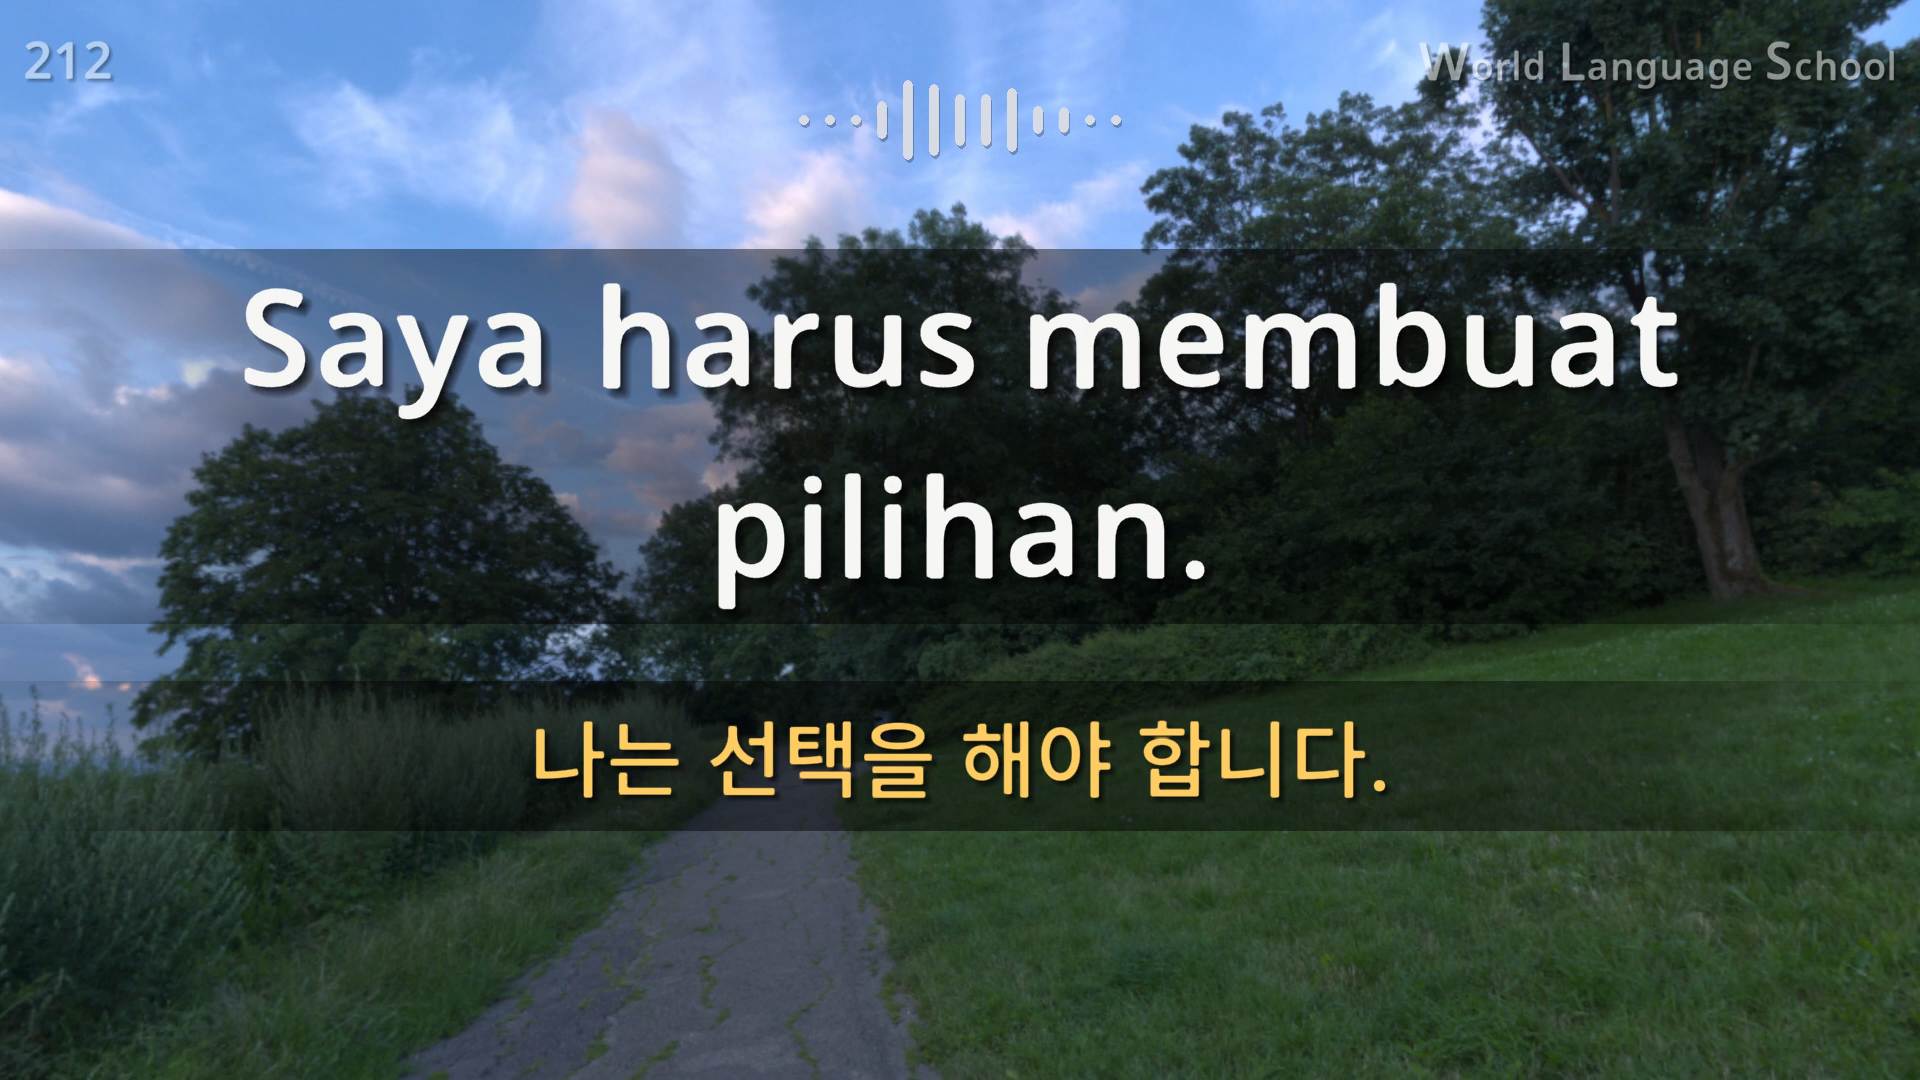 212
World Language School
Saya harus membuat
pilihan.
나는 선택을 해야 합니다.